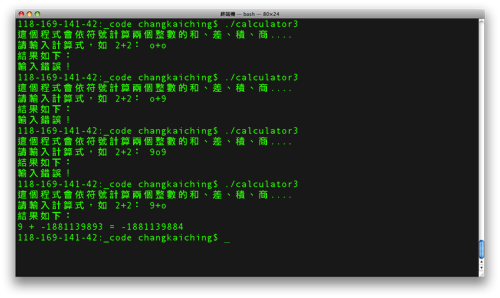 終端機 — bash — 80×24
118-169-141-42:_code changkaiching$ ./calculator3
這個程式會依符號計算兩個整數的和、差、積、商....
請輸入計算式，如 2+2： o+o
結果如下：
輸入錯誤！
118-169-141-42:_code changkaiching$ ./calculator3
這個程式會依符號計算兩個整數的和、差、積、商....
請輸入計算式，如 2+2： o+9
結果如下：
輸入錯誤！
118-169-141-42:_code changkaiching$ ./calculator3
這個程式會依符號計算兩個整數的和、差、積、商....
請輸入計算式，如 2+2： 9o9
結果如下：
輸入錯誤！
118-169-141-42:_code changkaiching$ ./calculator3
這個程式會依符號計算兩個整數的和、差、積、商....
請輸入計算式，如 2+2： 9+o
結果如下：
9 + -1881139893 = -1881139884
118-169-141-42:_code changkaiching$ _